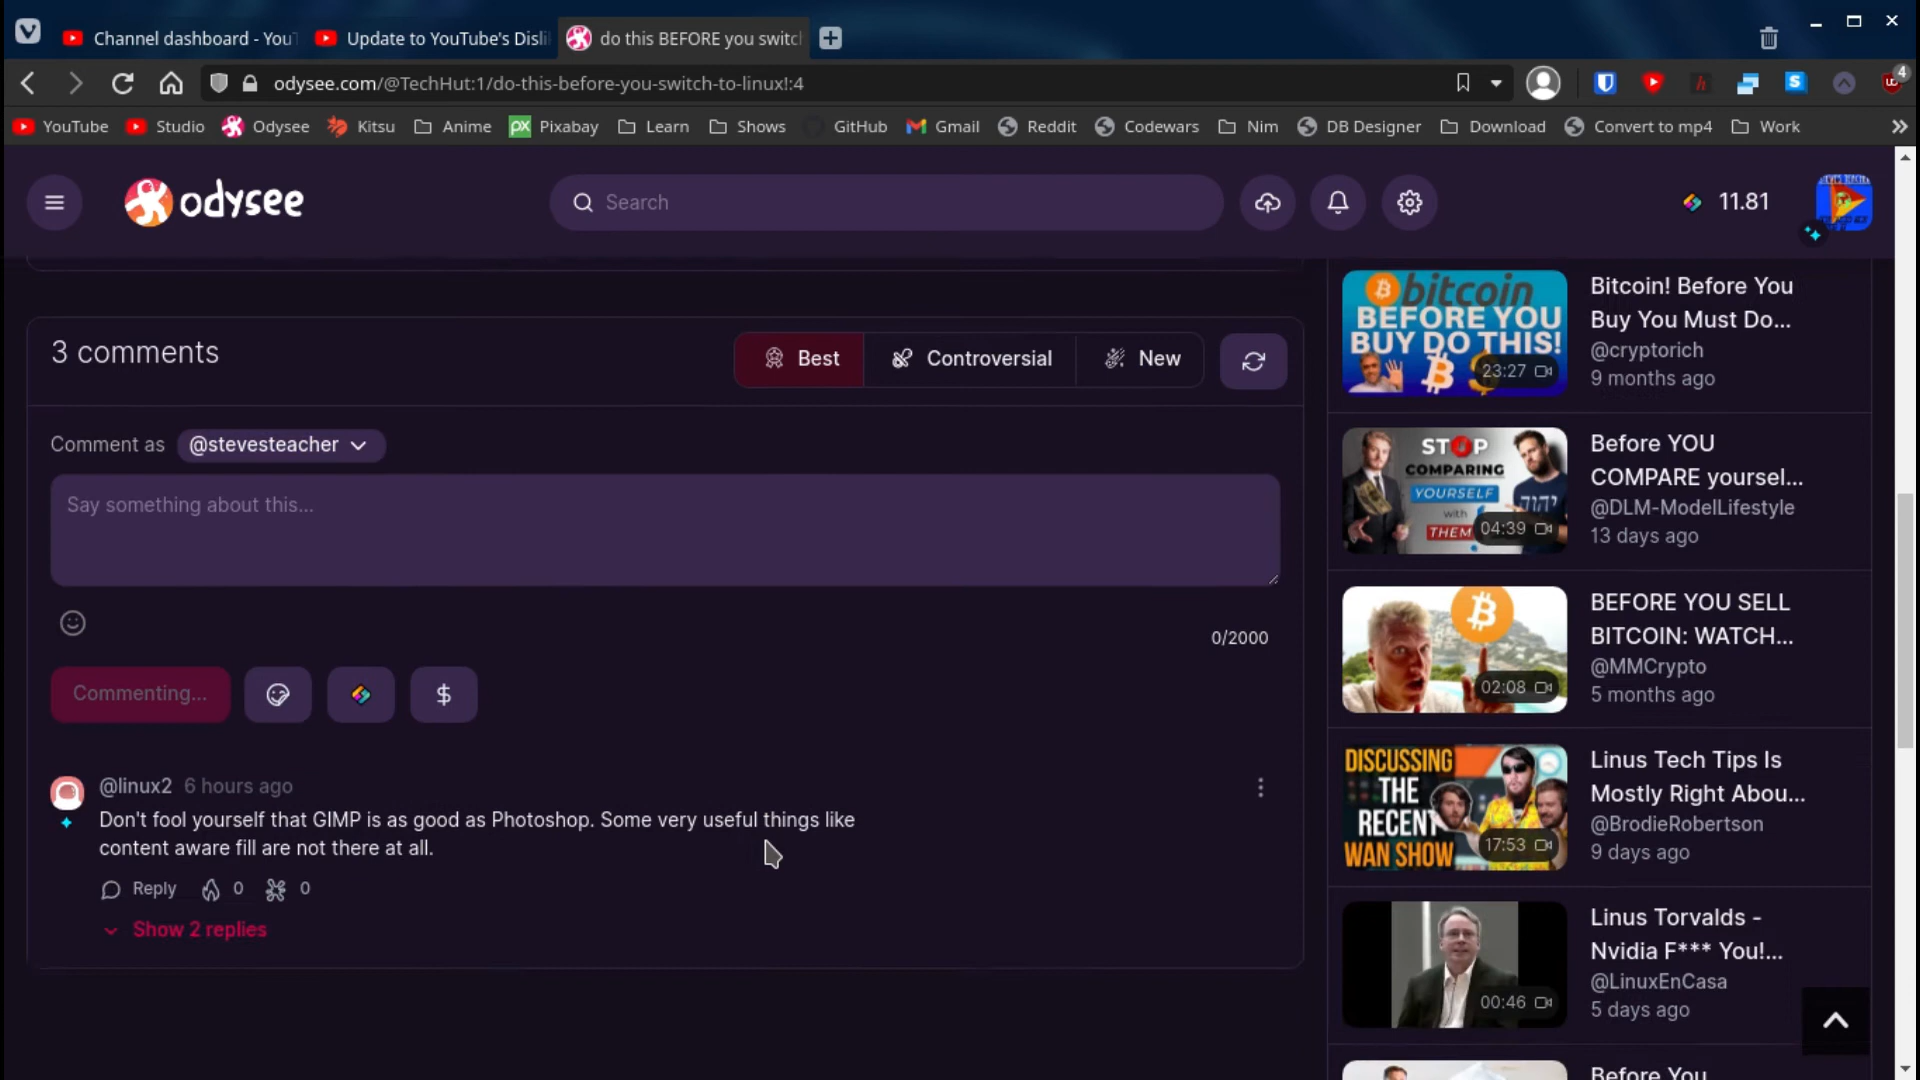 Channel dashboard - YouT
Update to YouTube's Disli
do this BEFORE you switc
odysee.com/@TechHut:1/do-this-before-you-switch-to-linux!:4
4
YouTube
Studio
Odysee
Kitsu
Anime
px Pixabay
Learn
Shows
GitHub
Gmail
Reddit
Codewars
Nim
DB Designer
Download
Convert to mp4
Work
odysee
Search
11.81
3 comments
Best
Controversial
New
Comment as @stevesteacher
Say something about this...
0/2000
Commenting...
$
@linux2 6 hours ago
Don't fool yourself that GIMP is as good as Photoshop. Some very useful things like
content aware fill are not there at all.
Reply 0 0
Show 2 replies
bitcoin
BEFORE YOU
BUY DO THIS!
23:27
Bitcoin! Before You
Buy You Must Do...
@cryptorich
9 months ago
STOP
COMPARING
YOURSELF
with
THEM
יהוה
04:39
Before YOU
COMPARE yoursel...
@DLM-ModelLifestyle
13 days ago
02:08
BEFORE YOU SELL
BITCOIN: WATCH...
@MMCrypto
5 months ago
DISCUSSING
THE
RECENT
WAN SHOW
17:53
Linus Tech Tips Is
Mostly Right Abou...
@BrodieRobertson
9 days ago
00:46
Linus Torvalds -
Nvidia F*** You!...
@LinuxEnCasa
5 days ago
Before You